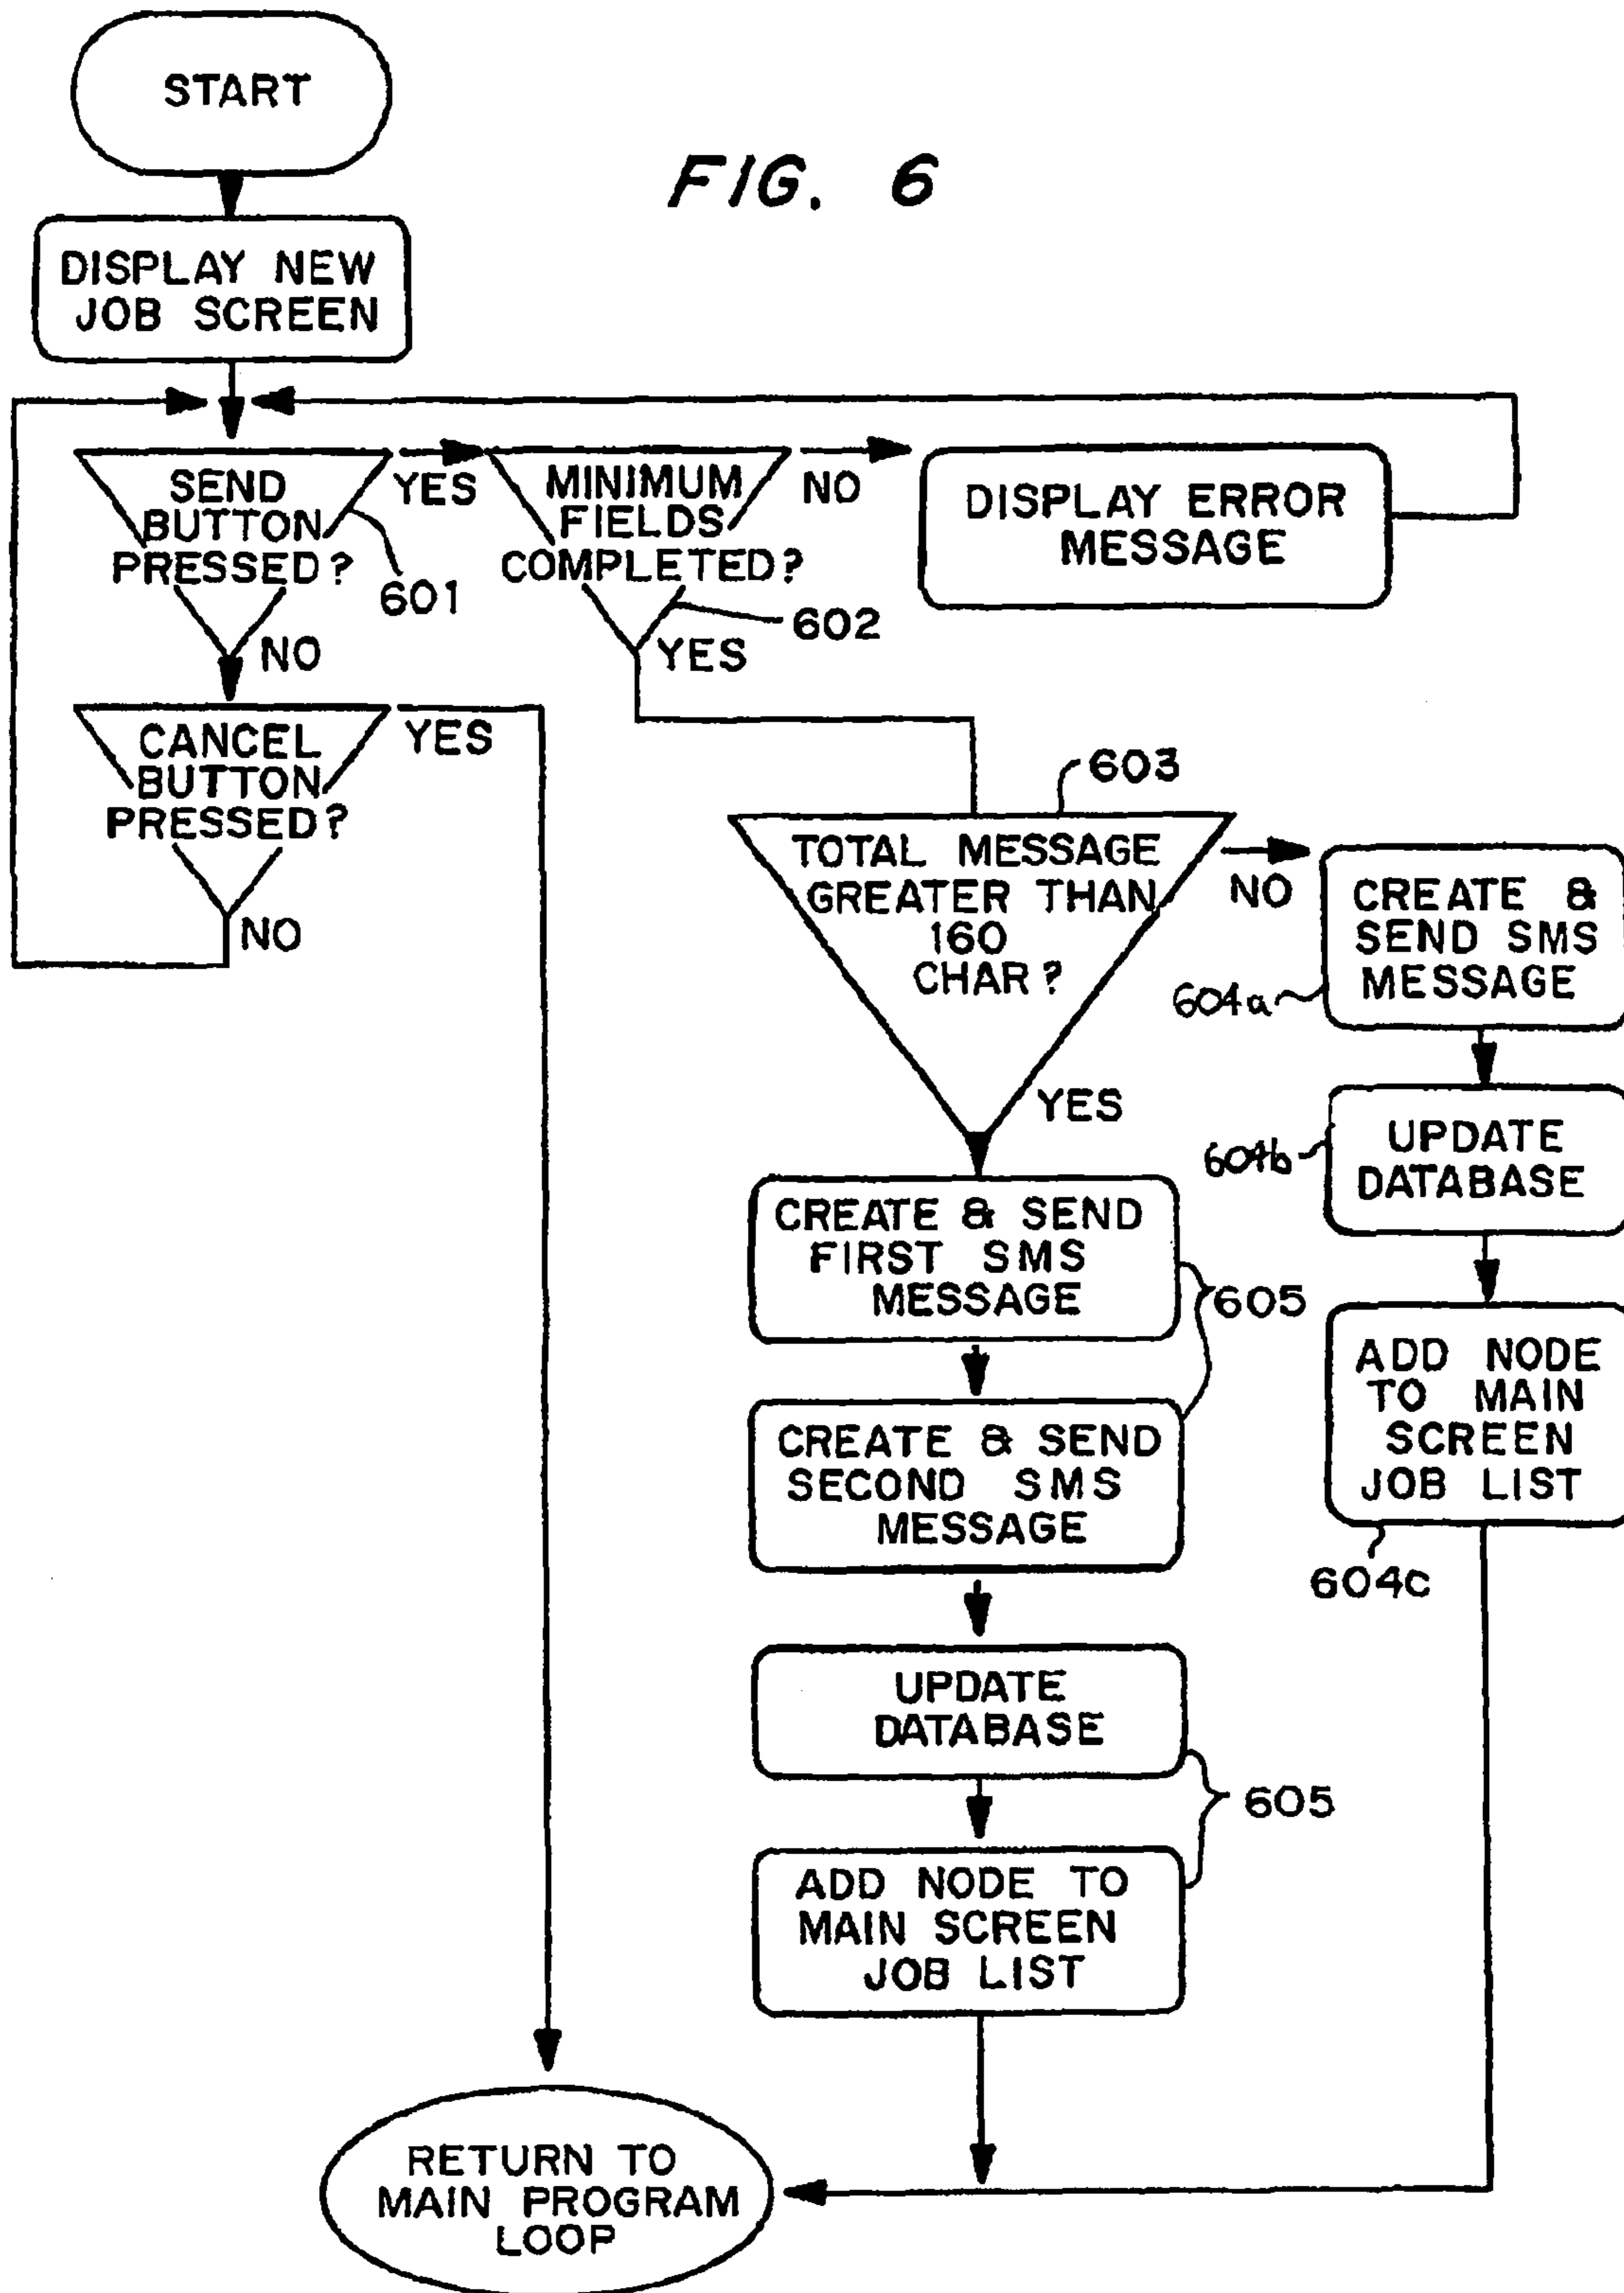 START
FIG. 6
DISPLAY NEW
JOB SCREEN
SEND
BUTTON
PRESSED?
YES
601
NO
MINIMUM
FIELDS
COMPLETED?
NO
602
YES
DISPLAY ERROR
MESSAGE
CANCEL
BUTTON
PRESSED?
YES
NO
603
TOTAL MESSAGE
GREATER THAN
160
CHAR?
NO
YES
CREATE &
SEND SMS
MESSAGE
604a
UPDATE
DATABASE
604b
ADD NODE
TO MAIN
SCREEN
JOB LIST
604c
CREATE & SEND
FIRST SMS
MESSAGE
605
CREATE & SEND
SECOND SMS
MESSAGE
UPDATE
DATABASE
605
ADD NODE TO
MAIN SCREEN
JOB LIST
RETURN TO
MAIN PROGRAM
LOOP